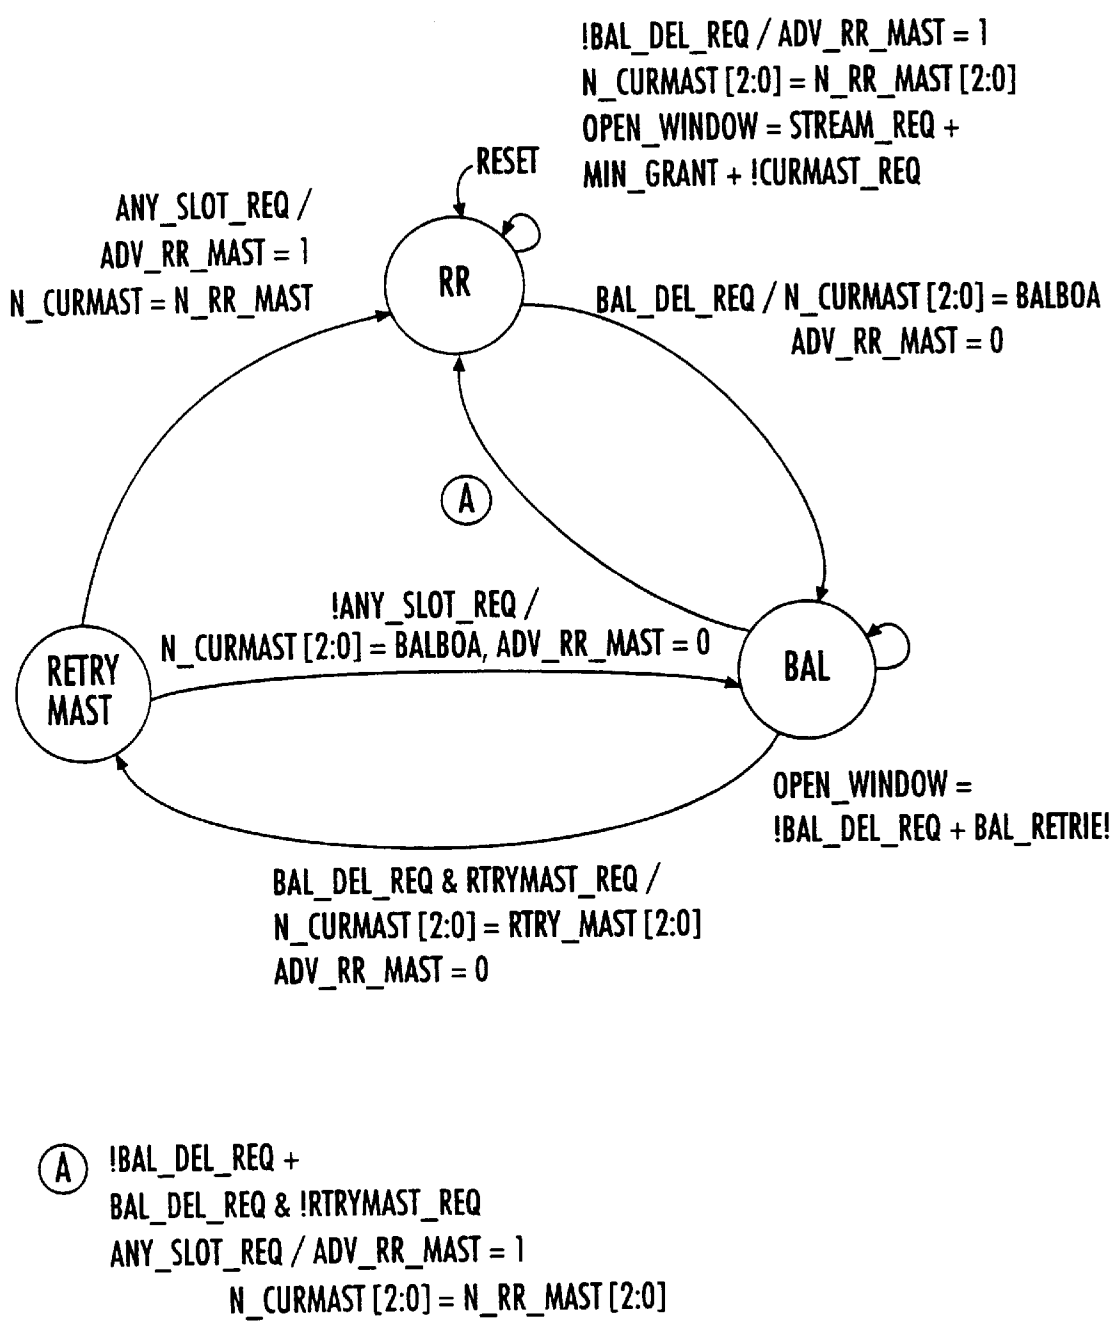 !BAL_DEL_REQ / ADV_RR_MAST = 1
N_CURMAST [2:0] = N_RR_MAST [2:0]
OPEN_WINDOW = STREAM_REQ +
MIN_GRANT + !CURMAST_REQ
RESET
ANY_SLOT_REQ /
ADV_RR_MAST = 1
N_CURMAST = N_RR_MAST
RR
BAL_DEL_REQ / N_CURMAST [2:0] = BALBOA
ADV_RR_MAST = 0
A
!ANY_SLOT_REQ /
N_CURMAST [2:0] = BALBOA, ADV_RR_MAST = 0
RETRY
MAST
BAL
OPEN_WINDOW =
!BAL_DEL_REQ + BAL_RETRIE!
BAL_DEL_REQ & RTRYMAST_REQ /
N_CURMAST [2:0] = RTRY_MAST [2:0]
ADV_RR_MAST = 0
A !BAL_DEL_REQ +
BAL_DEL_REQ & !RTRYMAST_REQ
ANY_SLOT_REQ / ADV_RR_MAST = 1
N_CURMAST [2:0] = N_RR_MAST [2:0]